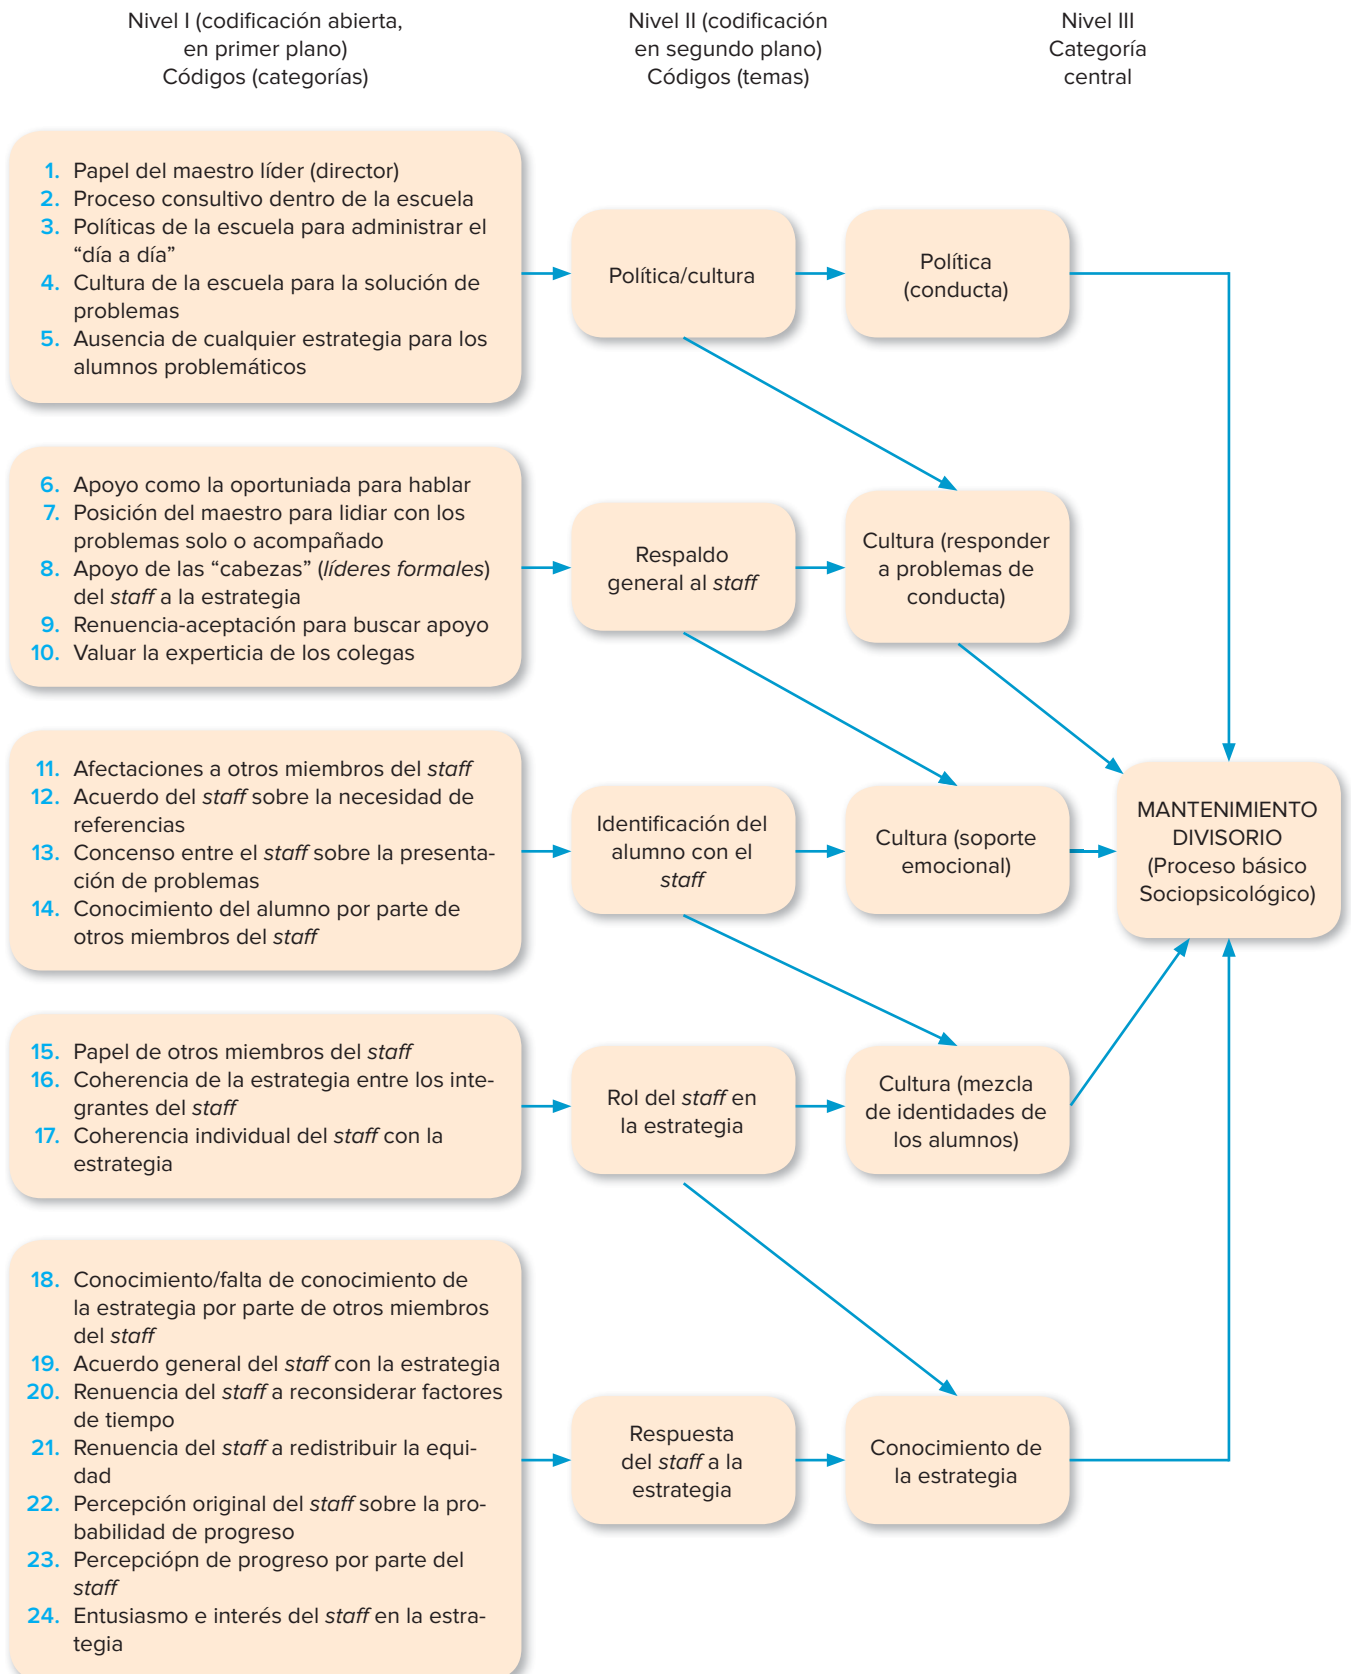 Nivel I (codificación abierta,
en primer plano)
Códigos (categorías)
Nivel II (codificación
en segundo plano)
Códigos (temas)
Nivel III
Categoría
central
1. Papel del maestro líder (director)
2. Proceso consultivo dentro de la escuela
3. Políticas de la escuela para administrar el
“día a día”
4. Cultura de la escuela para la solución de
problemas
5. Ausencia de cualquier estrategia para los
alumnos problemáticos
Política/cultura
Política
(conducta)
6. Apoyo como la oportuniada para hablar
7. Posición del maestro para lidiar con los
problemas solo o acompañado
8. Apoyo de las “cabezas” (líderes formales)
del staff a la estrategia
9. Renuencia-aceptación para buscar apoyo
10. Valuar la experticia de los colegas
Respaldo
general al staff
Cultura (responder
a problemas de
conducta)
11. Afectaciones a otros miembros del staff
12. Acuerdo del staff sobre la necesidad de
referencias
13. Concenso entre el staff sobre la presenta-
ción de problemas
14. Conocimiento del alumno por parte de
otros miembros del staff
Identificación del
alumno con el
staff
Cultura (soporte
emocional)
MANTENIMIENTO
DIVISORIO
(Proceso básico
Sociopsicológico)
15. Papel de otros miembros del staff
16. Coherencia de la estrategia entre los inte-
grantes del staff
17. Coherencia individual del staff con la
estrategia
Rol del staff en
la estrategia
Cultura (mezcla
de identidades de
los alumnos)
18. Conocimiento/falta de conocimiento de
la estrategia por parte de otros miembros
del staff
19. Acuerdo general del staff con la estrategia
20. Renuencia del staff a reconsiderar factores
de tiempo
21. Renuencia del staff a redistribuir la equi-
dad
22. Percepción original del staff sobre la pro-
babilidad de progreso
23. Percepciópn de progreso por parte del
staff
24. Entusiasmo e interés del staff en la estra-
tegia
Respuesta
del staff a la
estrategia
Conocimiento de
la estrategia